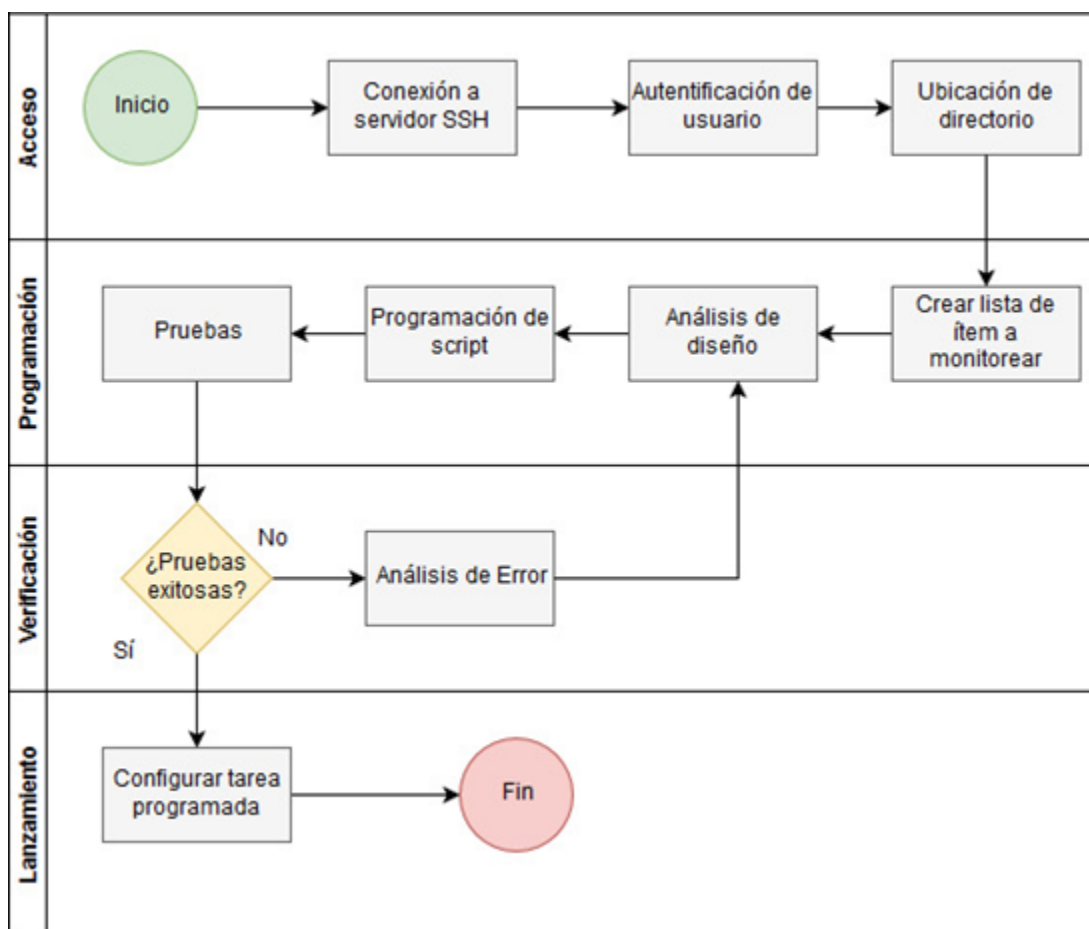 Acceso
Inicio
Conexión a
servidor SSH
Autentificación de
usuario
Ubicación de
directorio
Programación
Pruebas
Programación de
script
Análisis de
diseño
Crear lista de
ítem a
monitorear
Verificación
¿Pruebas
exitosas?
No
Análisis de Error
Sí
Lanzamiento
Configurar tarea
programada
Fin